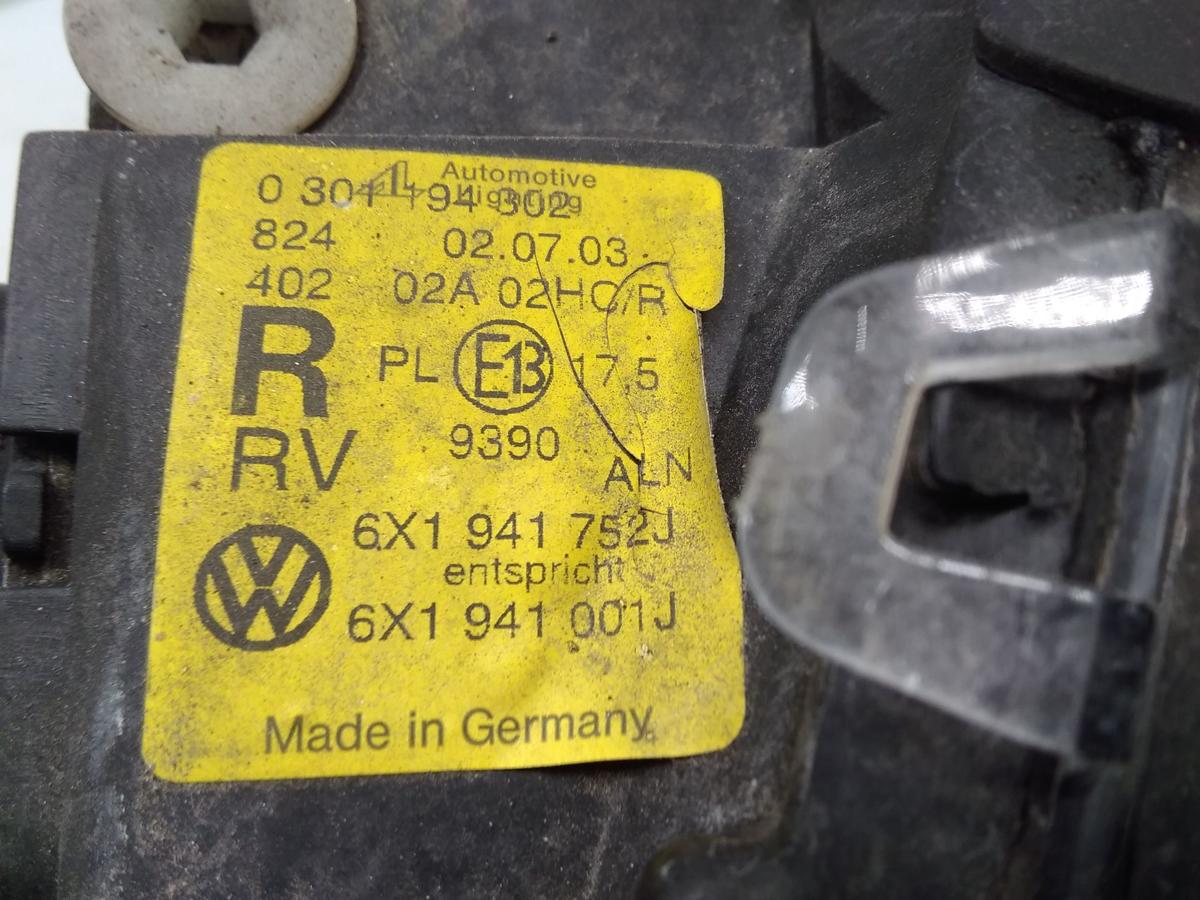 Automotive
Lighting
0 301 194 302
824 02.07.03
402 02A 02HC/R
R PL E13 17,5
RV 9390
ALN
6X1 941 752J
entspricht
6X1 941 001J
Made in Germany